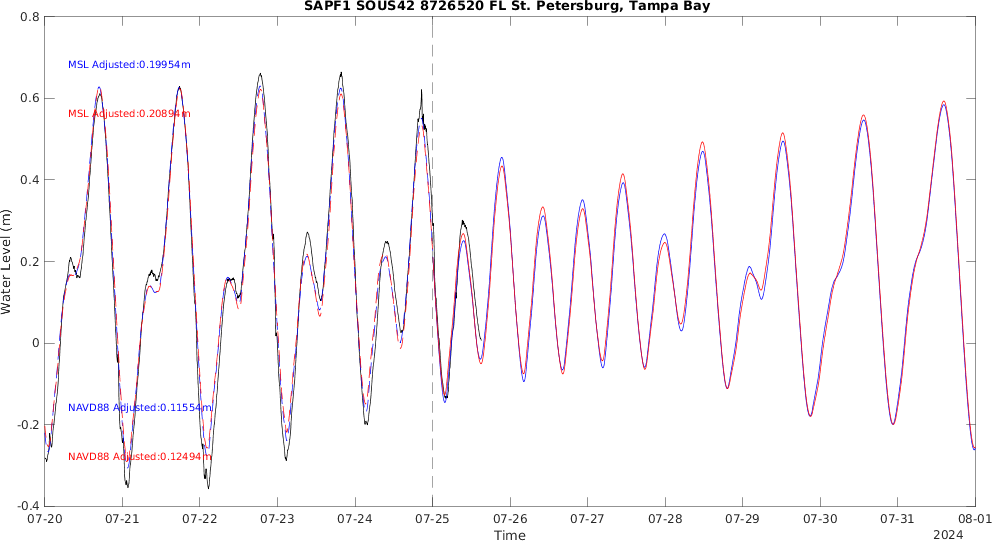 SAPF1 SOUS42 8726520 FL St. Petersburg, Tampa Bay
0.8
0.6
0.4
0.2
0
-0.2
-0.4
Water Level (m)
MSL Adjusted:0.19954m
MSL Adjusted:0.20894m
NAVD88 Adjusted:0.11554m
NAVD88 Adjusted:0.12494m
07-20 07-21 07-22 07-23 07-24 07-25 07-26 07-27 07-28 07-29 07-30 07-31 08-01
Time
2024